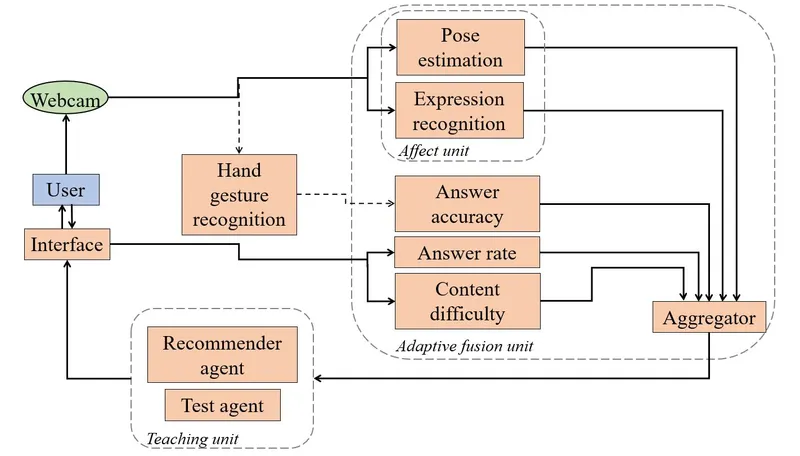 Pose
estimation
Webcam
Expression
recognition
Affect unit
Hand
gesture
recognition
User
Answer
accuracy
Interface
Answer rate
Content
difficulty
Aggregator
Adaptive fusion unit
Recommender
agent
Test agent
Teaching unit